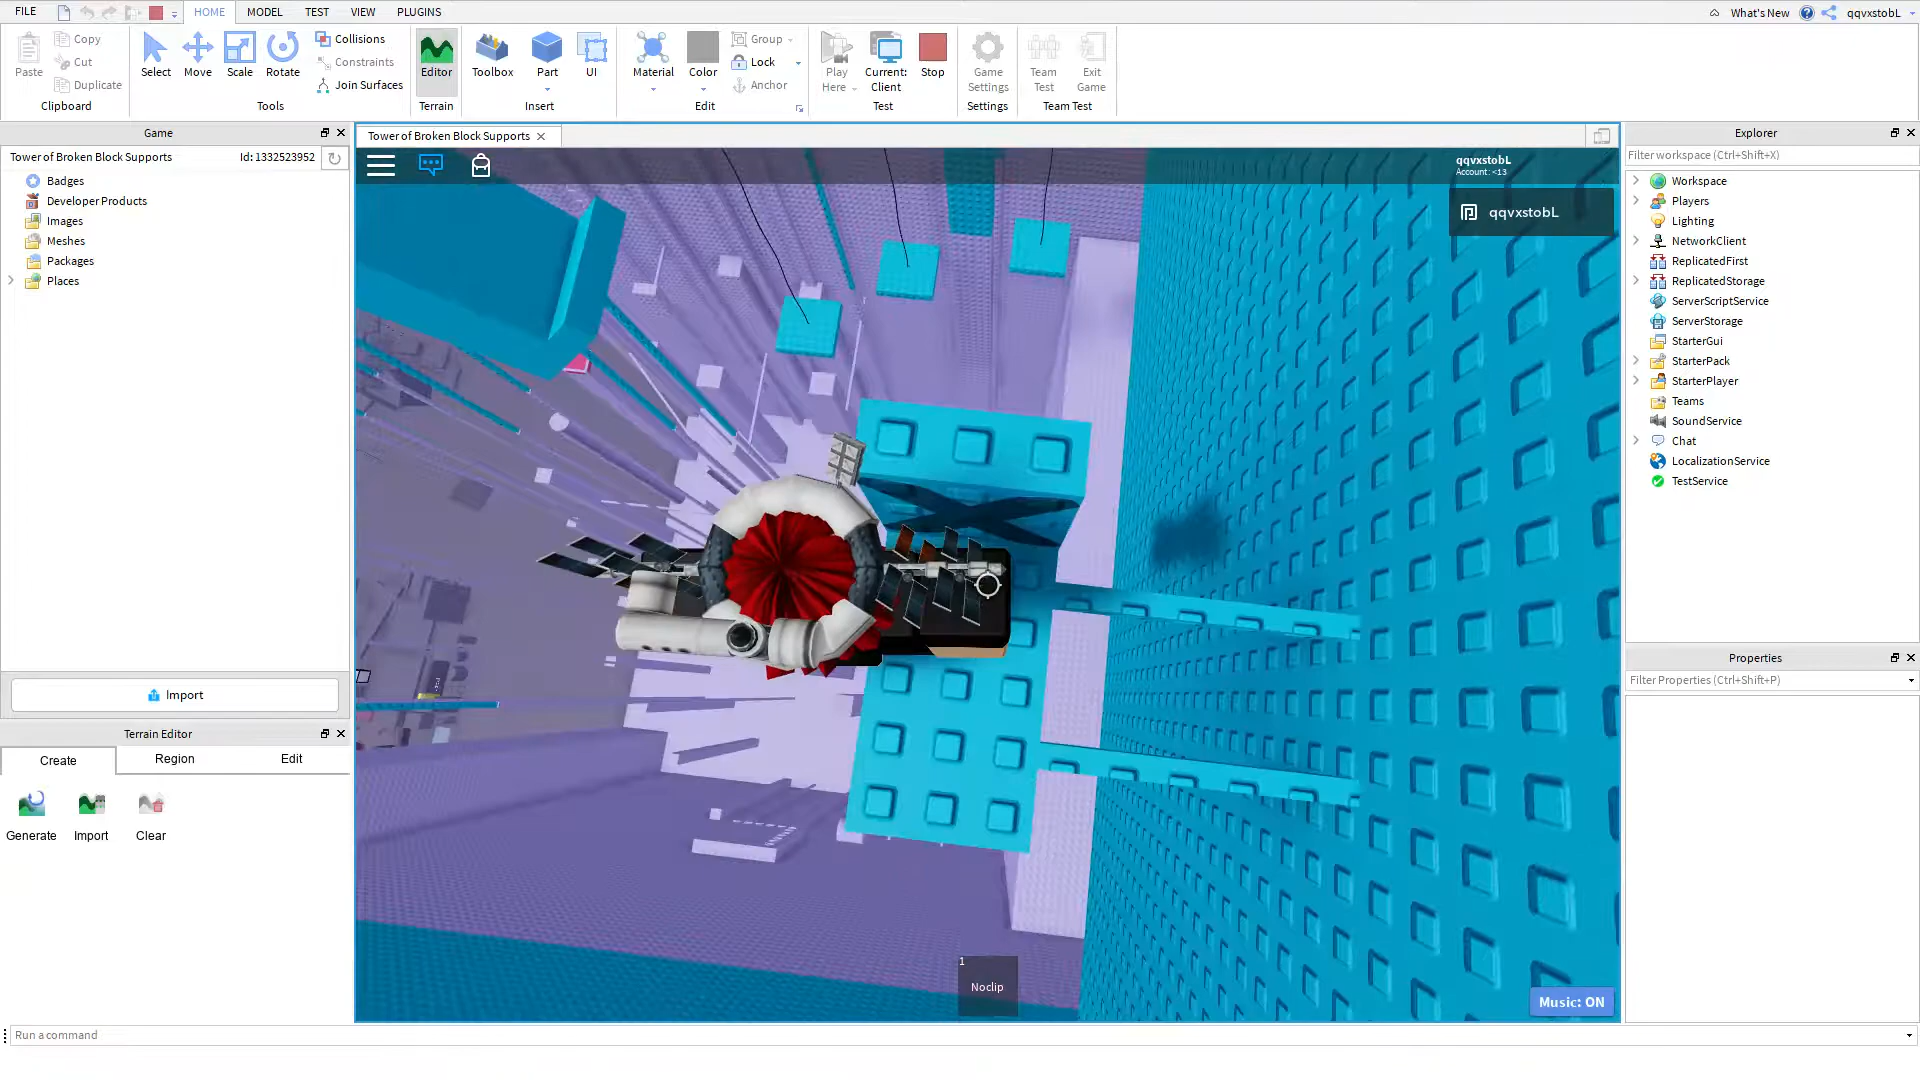 FILE
HOME
MODEL
TEST
VIEW
PLUGINS
What's New
qqvxstobL
Paste
Copy
Cut
Duplicate
Clipboard
Select
Move
Scale
Rotate
Collisions
Constraints
Join Surfaces
Tools
Editor
Terrain
Toolbox
Part
UI
Insert
Material
Color
Group
Lock
Anchor
Edit
Play
Here
Current:
Client
Stop
Test
Game
Settings
Settings
Team
Test
Exit
Game
Team Test
Game
Tower of Broken Block Supports Id: 1332523952
Badges
Developer Products
Images
Meshes
Packages
Places
Import
Terrain Editor
Create
Region
Edit
Generate
Import
Clear
Tower of Broken Block Supports
qqvxstobL
Account: <13
qqvxstobL
1
Noclip
Music: ON
Explorer
Filter workspace (Ctrl+Shift+X)
Workspace
Players
Lighting
NetworkClient
ReplicatedFirst
ReplicatedStorage
ServerScriptService
ServerStorage
StarterGui
StarterPack
StarterPlayer
Teams
SoundService
Chat
LocalizationService
TestService
Properties
Filter Properties (Ctrl+Shift+P)
Run a command